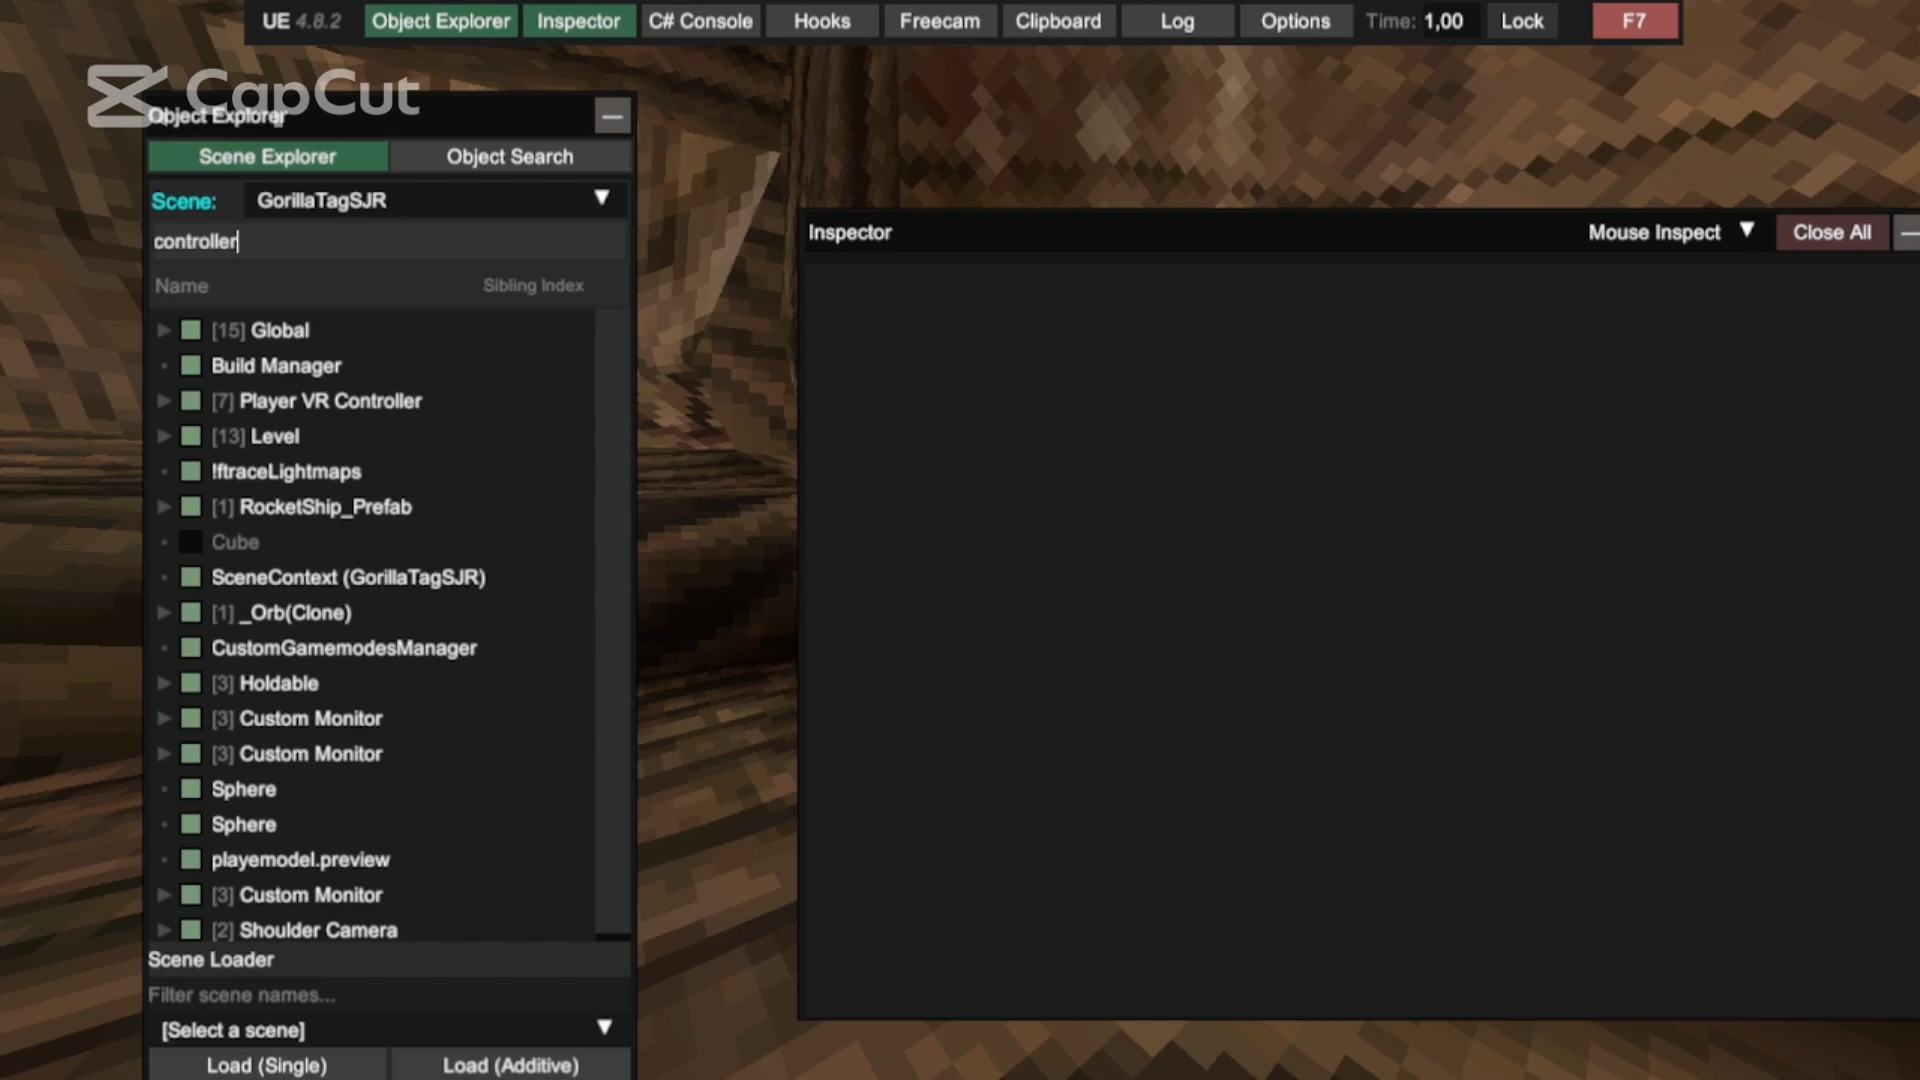 UE 4.8.2 Object Explorer Inspector C# Console Hooks Freecam Clipboard Log Options Time: 1,00 Lock F7
CapCut
Object Explorer
Scene Explorer Object Search
Scene: GorillaTagSJR ▼
controller
Name Sibling Index
[15] Global
Build Manager
[7] Player VR Controller
[13] Level
!ftraceLightmaps
[1] RocketShip_Prefab
Cube
SceneContext (GorillaTagSJR)
[1] _Orb(Clone)
CustomGamemodesManager
[3] Holdable
[3] Custom Monitor
[3] Custom Monitor
Sphere
Sphere
playemodel.preview
[3] Custom Monitor
[2] Shoulder Camera
Scene Loader
Filter scene names...
[Select a scene] ▼
Load (Single) Load (Additive)
Inspector Mouse Inspect ▼ Close All